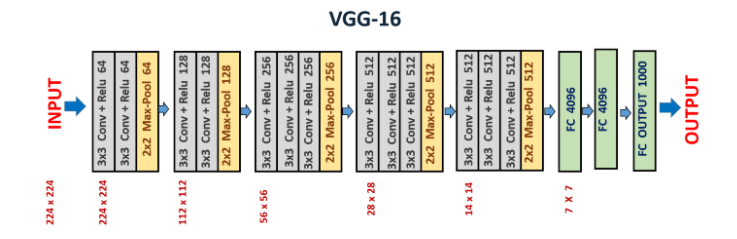 VGG-16
INPUT
3x3 Conv + Relu 64
3x3 Conv + Relu 64
2x2 Max-Pool 64
3x3 Conv + Relu 128
3x3 Conv + Relu 128
2x2 Max-Pool 128
3x3 Conv + Relu 256
3x3 Conv + Relu 256
3x3 Conv + Relu 256
2x2 Max-Pool 256
3x3 Conv + Relu 512
3x3 Conv + Relu 512
3x3 Conv + Relu 512
2x2 Max-Pool 512
3x3 Conv + Relu 512
3x3 Conv + Relu 512
3x3 Conv + Relu 512
2x2 Max-Pool 512
FC 4096
FC 4096
FC OUTPUT 1000
OUTPUT
224 x 224
224 x 224
112 x 112
56 x 56
28 x 28
14 x 14
7 X 7